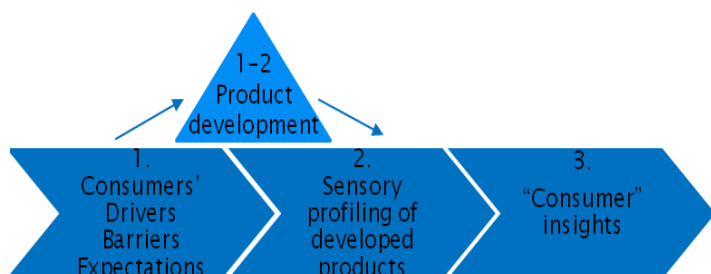 1-2
Product
development
1.
Consumers’
Drivers
Barriers
Expectations
2.
Sensory
profiling of
developed
products
3.
“Consumer”
insights